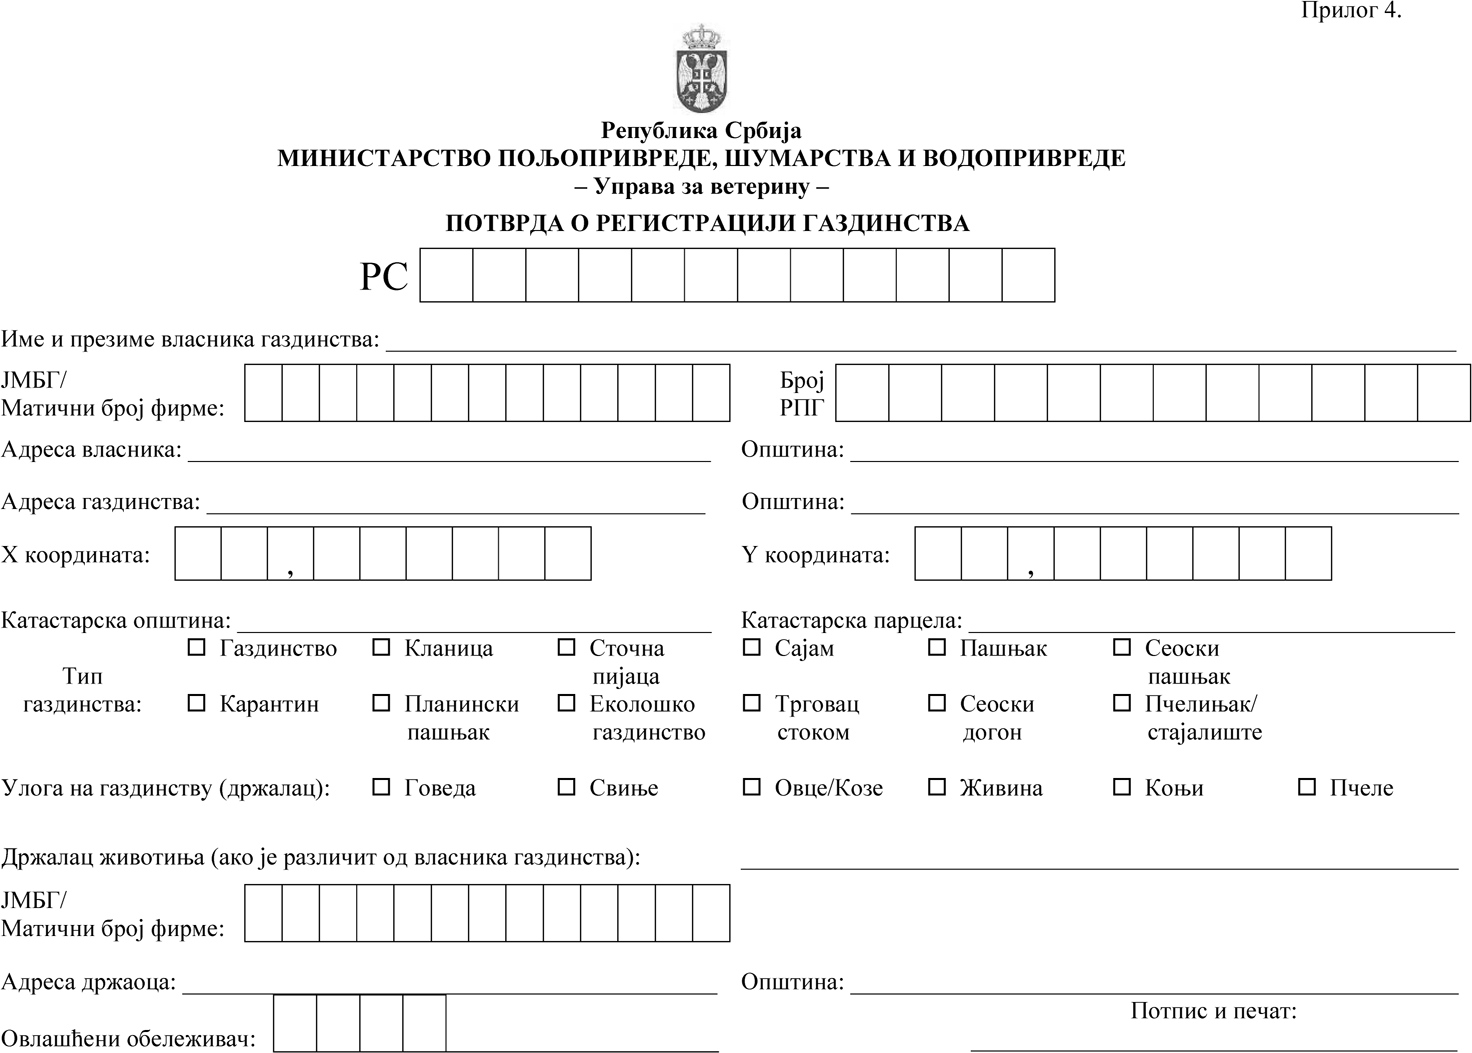 Прилог 4.
Република Србија
МИНИСТАРСТВО ПОЉОПРИВРЕДЕ, ШУМАРСТВА И ВОДОПРИВРЕДЕ
– Управа за ветерину –
ПОТВРДА О РЕГИСТРАЦИЈИ ГАЗДИНСТВА
РС
Име и презиме власника газдинства:
ЈМБГ/ Број
Матични број фирме: РПГ
Адреса власника: Општина:
Адреса газдинства: Општина:
X координата: , Y координата: ,
Катастарска општина: Катастарска парцела:
Газдинство Кланица Сточна Сајам Пашњак Сеоски
Тип пијаца пашњак
газдинства: Карантин Планински Еколошко Трговац Сеоски Пчелињак/
пашњак газдинство стоком догон стајалиште
Улога на газдинству (држалац): Говеда Свиње Овце/Козе Живина Коњи Пчеле
Држалац животиња (ако је различит од власника газдинства):
ЈМБГ/
Матични број фирме:
Адреса држаоца: Општина:
Потпис и печат:
Овлашћени обележивач: